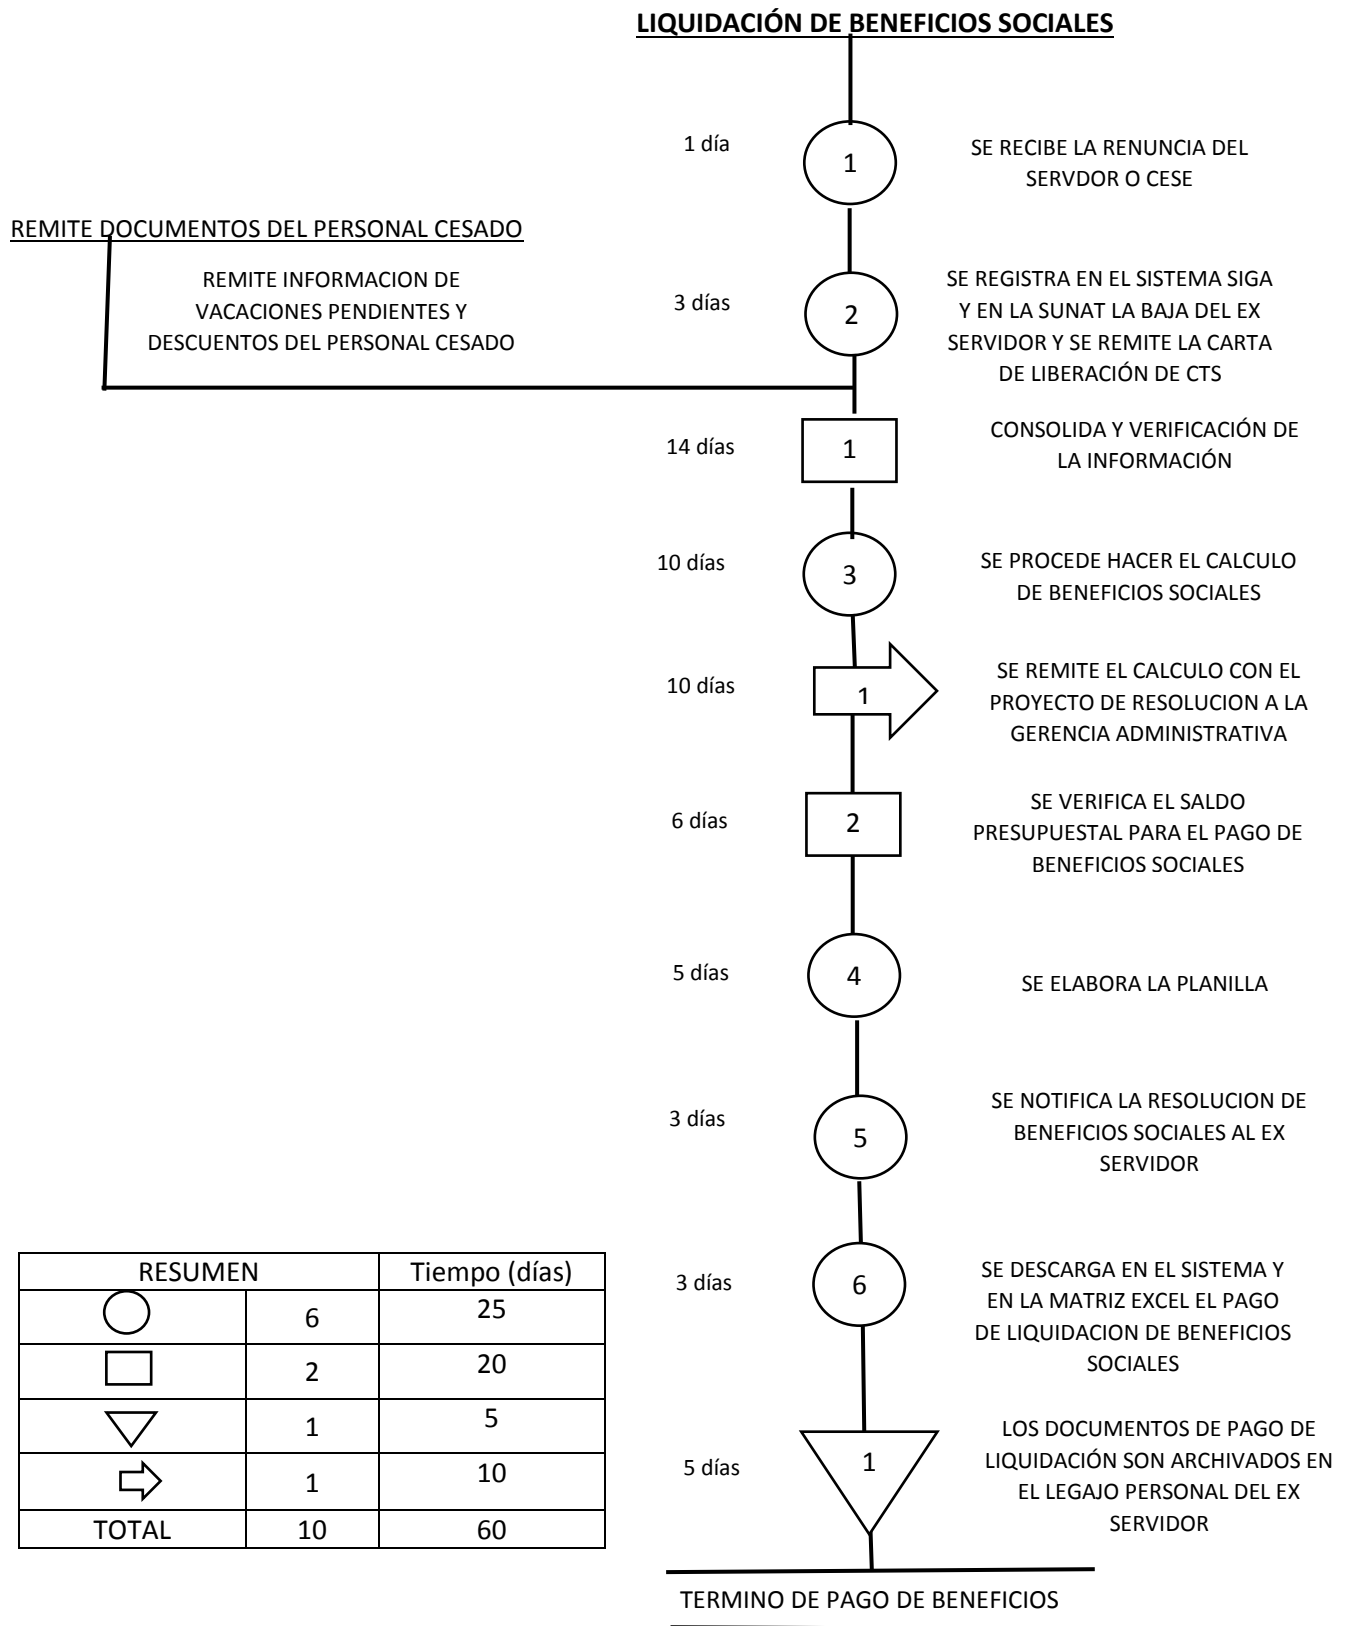 LIQUIDACIÓN DE BENEFICIOS SOCIALES
1 día
1
SE RECIBE LA RENUNCIA DEL
SERVDOR O CESE
REMITE DOCUMENTOS DEL PERSONAL CESADO
REMITE INFORMACION DE
VACACIONES PENDIENTES Y
DESCUENTOS DEL PERSONAL CESADO
3 días
2
SE REGISTRA EN EL SISTEMA SIGA
Y EN LA SUNAT LA BAJA DEL EX
SERVIDOR Y SE REMITE LA CARTA
DE LIBERACIÓN DE CTS
14 días
1
CONSOLIDA Y VERIFICACIÓN DE
LA INFORMACIÓN
10 días
3
SE PROCEDE HACER EL CALCULO
DE BENEFICIOS SOCIALES
10 días
1
SE REMITE EL CALCULO CON EL
PROYECTO DE RESOLUCION A LA
GERENCIA ADMINISTRATIVA
6 días
2
SE VERIFICA EL SALDO
PRESUPUESTAL PARA EL PAGO DE
BENEFICIOS SOCIALES
5 días
4
SE ELABORA LA PLANILLA
3 días
5
SE NOTIFICA LA RESOLUCION DE
BENEFICIOS SOCIALES AL EX
SERVIDOR
3 días
6
SE DESCARGA EN EL SISTEMA Y
EN LA MATRIZ EXCEL EL PAGO
DE LIQUIDACION DE BENEFICIOS
SOCIALES
5 días
1
LOS DOCUMENTOS DE PAGO DE
LIQUIDACIÓN SON ARCHIVADOS EN
EL LEGAJO PERSONAL DEL EX
SERVIDOR
TERMINO DE PAGO DE BENEFICIOS
RESUMEN Tiempo (días)
6 25
2 20
1 5
1 10
TOTAL 10 60